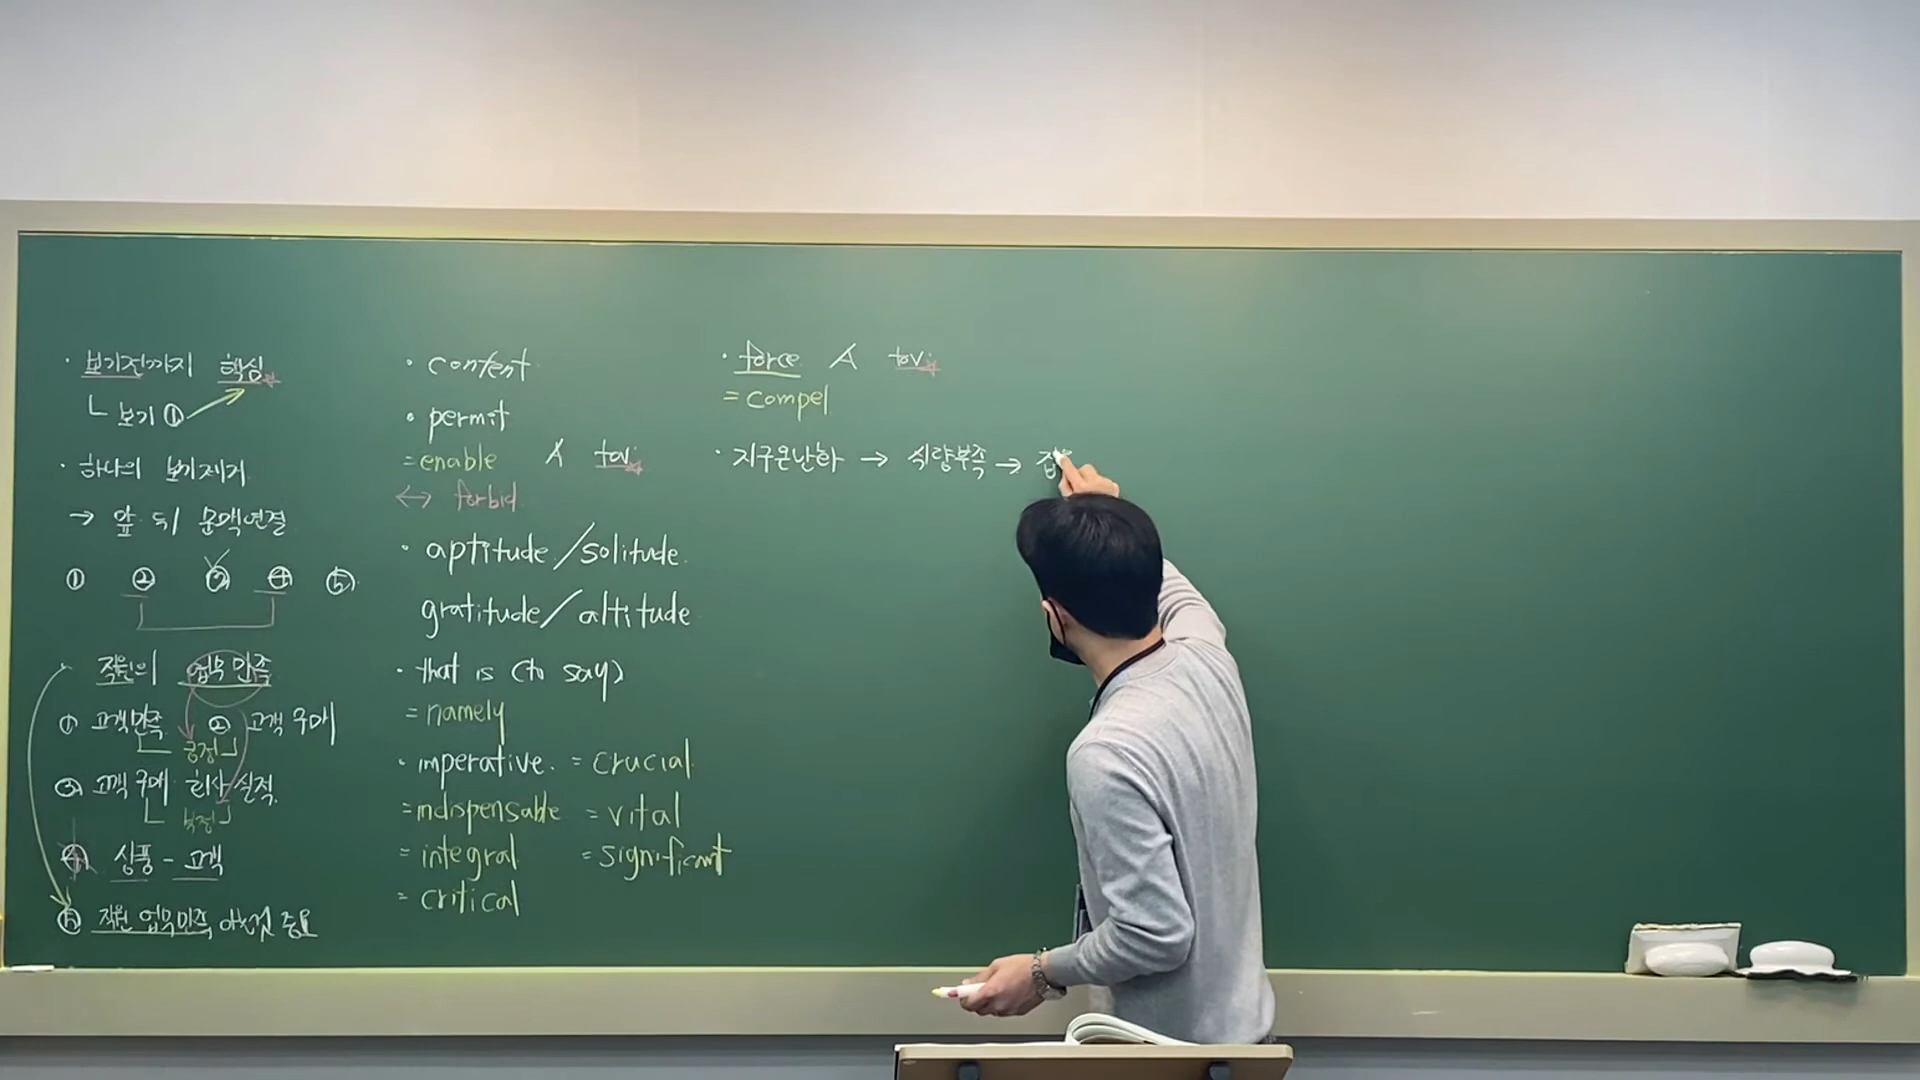 · 보기전까지 핵심
└ 보기 ①
· 하나의 보기제거
→ 앞 뒤 문맥연결
① ② ③ ④ ⑤
직원의 업무만족
① 고객만족 ② 고객 구매
긍정
③ 고객 구매 회사 실적
부정
④ 상품 - 고객
⑤ 직원 업무만족 중요
· content
· permit
= enable A to v
↔ forbid
· aptitude / solitude
gratitude / altitude
· that is (to say)
= namely
· imperative = crucial
= indispensable = vital
= integral = significant
= critical
· force A to v
= compel
· 지구온난화 → 식량부족 →